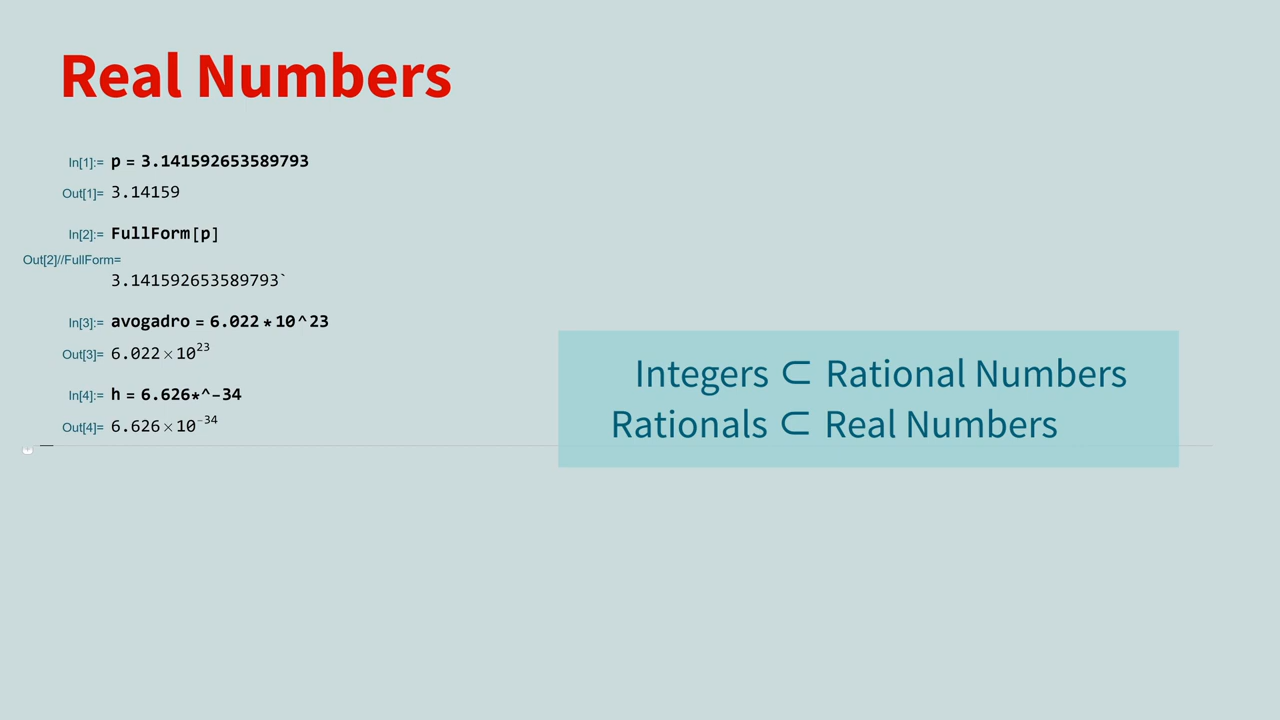 Real Numbers
In[1]:= p = 3.141592653589793
Out[1]= 3.14159
In[2]:= FullForm[p]
Out[2]//FullForm=
3.141592653589793`
In[3]:= avogadro = 6.022 * 10^23
Out[3]= 6.022 × 10²³
In[4]:= h = 6.626*^-34
Out[4]= 6.626 × 10⁻³⁴
Integers ⊂ Rational Numbers
Rationals ⊂ Real Numbers